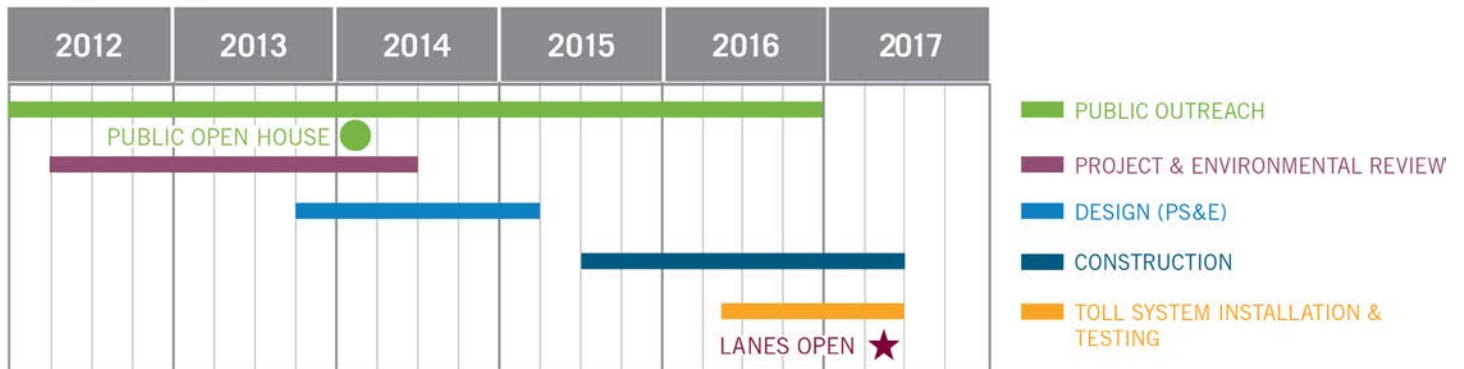 2012 2013 2014 2015 2016 2017
PUBLIC OUTREACH
PUBLIC OPEN HOUSE
PROJECT & ENVIRONMENTAL REVIEW
DESIGN (PS&E)
CONSTRUCTION
TOLL SYSTEM INSTALLATION &
TESTING
LANES OPEN